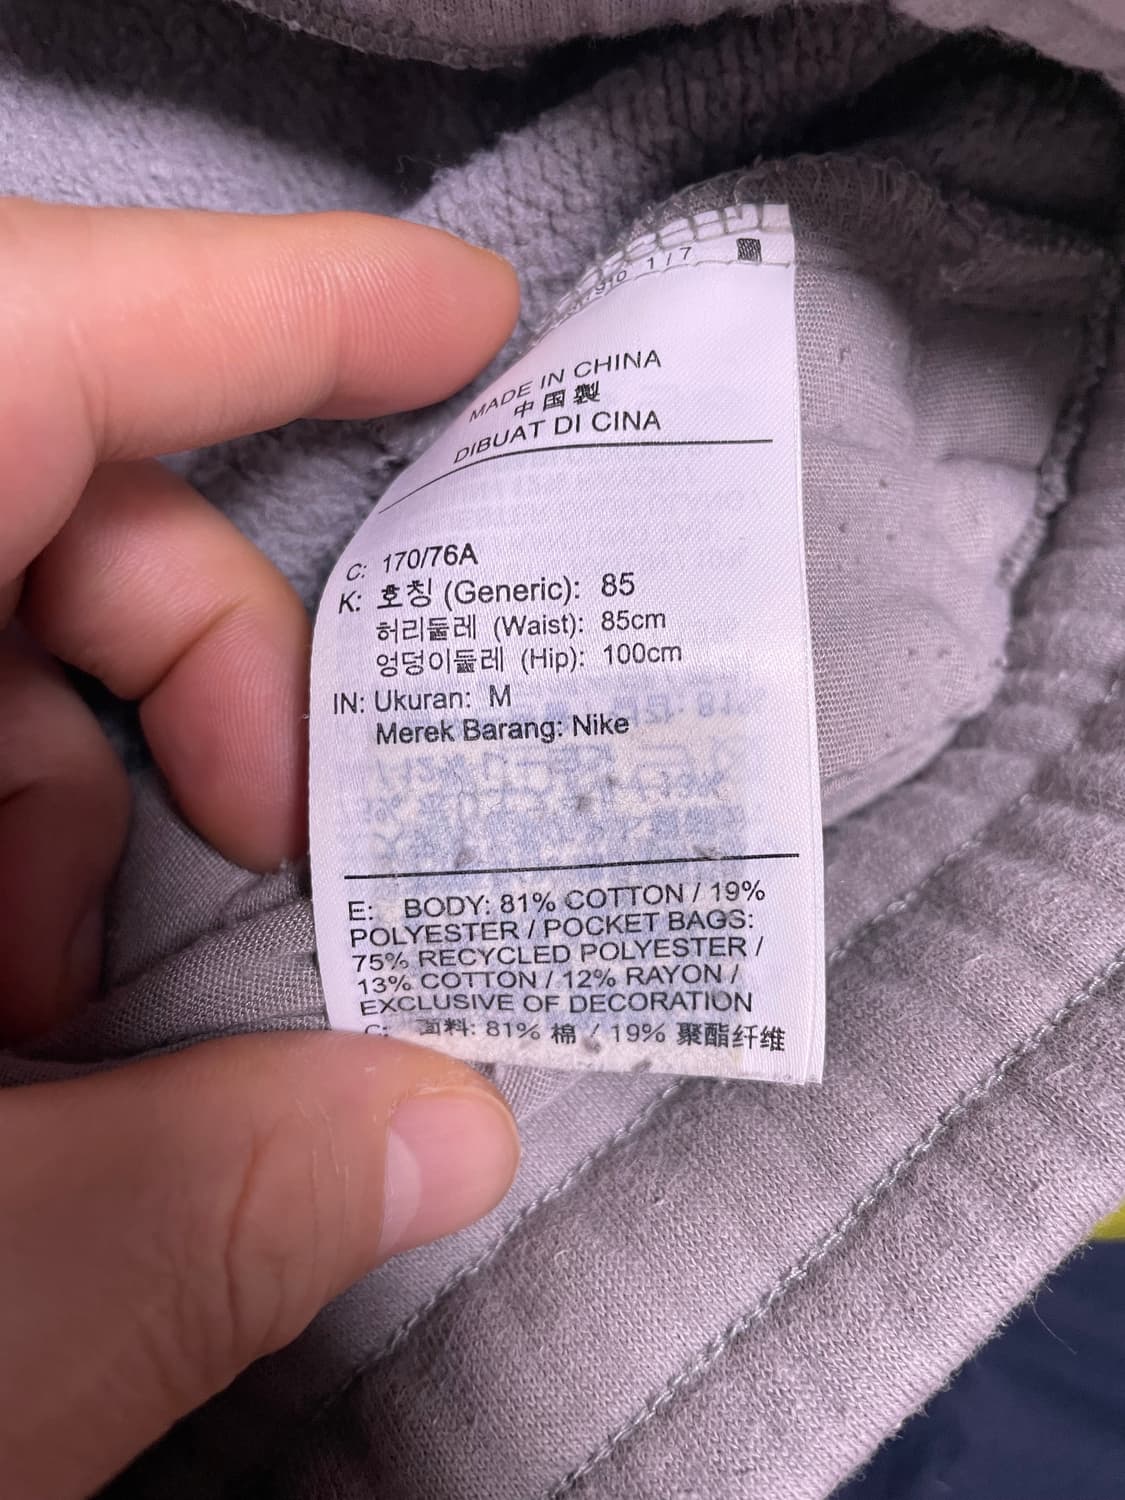 1/7
MADE IN CHINA
中国製
DIBUAT DI CINA
C: 170/76A
K: 호칭 (Generic): 85
허리둘레 (Waist): 85cm
엉덩이둘레 (Hip): 100cm
IN: Ukuran: M
Merek Barang: Nike
E: BODY: 81% COTTON / 19%
POLYESTER / POCKET BAGS:
75% RECYCLED POLYESTER /
13% COTTON / 12% RAYON /
EXCLUSIVE OF DECORATION
C: 面料: 81% 棉 / 19% 聚酯纤维